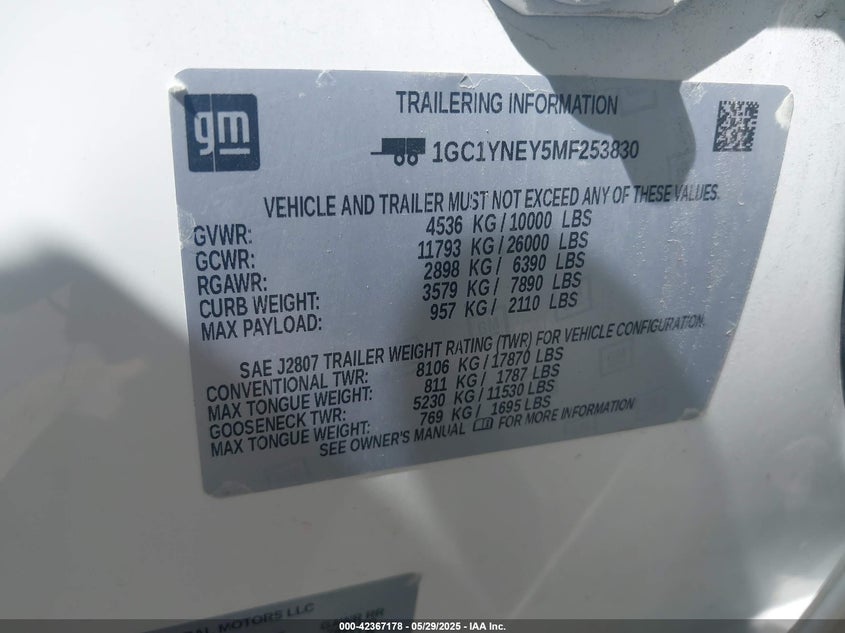 gm
TRAILERING INFORMATION
1GC1YNEY5MF253830
VEHICLE AND TRAILER MUST NOT EXCEED ANY OF THESE VALUES.
GVWR: 4536 KG / 10000 LBS
GCWR: 11793 KG / 26000 LBS
RGAWR: 2898 KG / 6390 LBS
CURB WEIGHT: 3579 KG / 7890 LBS
MAX PAYLOAD: 957 KG / 2110 LBS
SAE J2807 TRAILER WEIGHT RATING (TWR) FOR VEHICLE CONFIGURATION.
CONVENTIONAL TWR: 8106 KG / 17870 LBS
MAX TONGUE WEIGHT: 811 KG / 1787 LBS
GOOSENECK TWR: 5230 KG / 11530 LBS
MAX TONGUE WEIGHT: 769 KG / 1695 LBS
SEE OWNER'S MANUAL FOR MORE INFORMATION
MOTORS LLC
GAWR RR
000-42367178 - 05/29/2025 - IAA Inc.